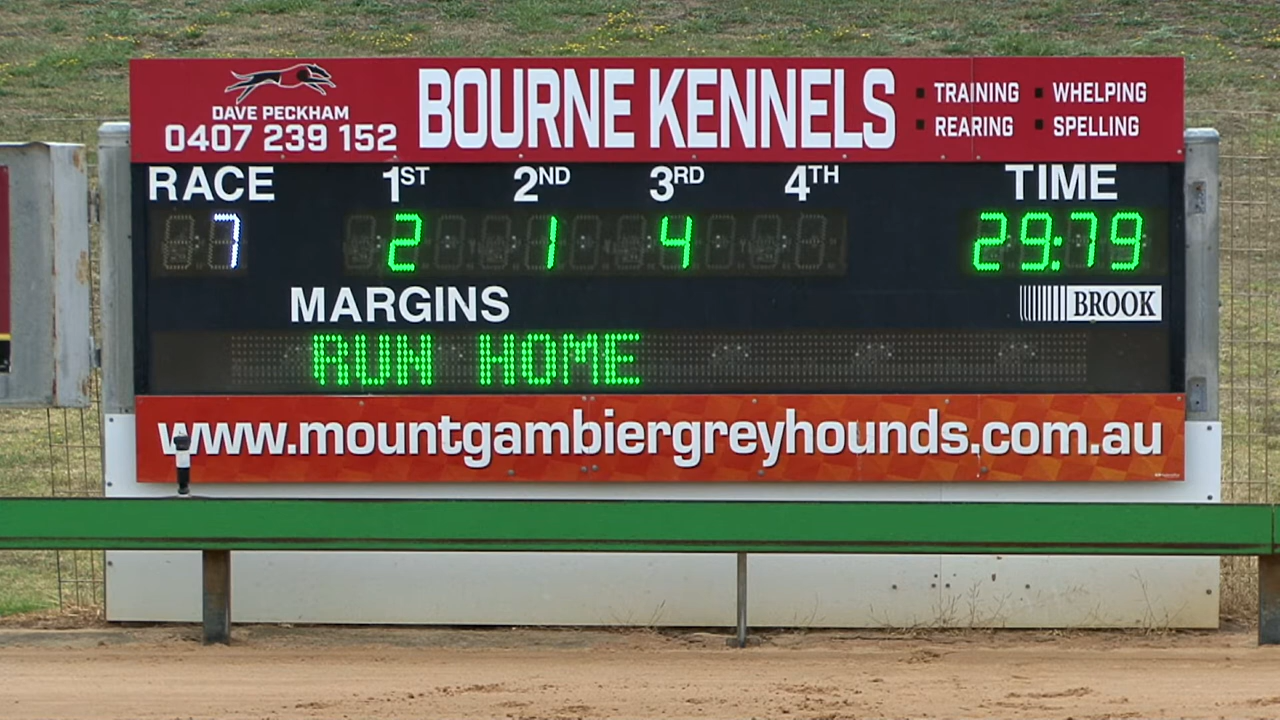 DAVE PECKHAM
0407 239 152
BOURNE KENNELS
TRAINING WHELPING
REARING SPELLING
RACE 1ST 2ND 3RD 4TH TIME
7 2 1 4 29:79
MARGINS
BROOK
RUN HOME
www.mountgambiergreyhounds.com.au